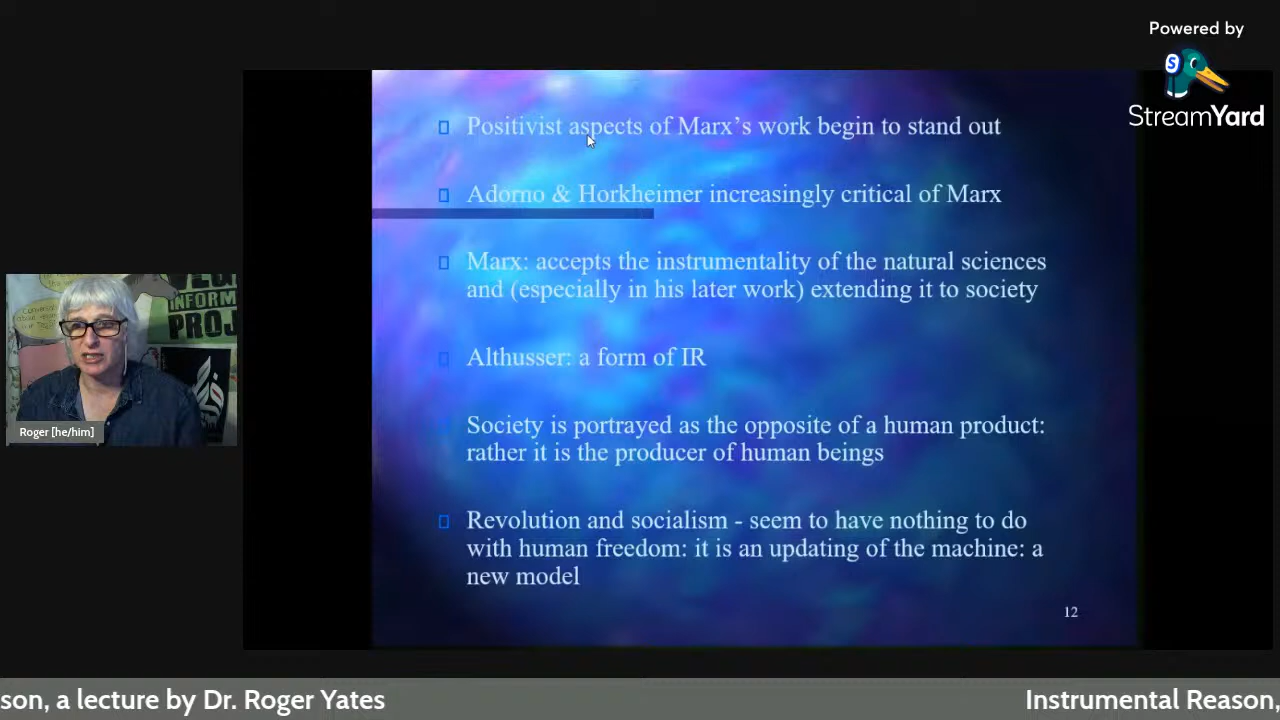 Powered by
StreamYard
Positivist aspects of Marx's work begin to stand out
Adorno & Horkheimer increasingly critical of Marx
Marx: accepts the instrumentality of the natural sciences
and (especially in his later work) extending it to society
Althusser: a form of IR
Society is portrayed as the opposite of a human product:
rather it is the producer of human beings
Revolution and socialism - seem to have nothing to do
with human freedom: it is an updating of the machine: a
new model
12
INFORM
PROJ
Roger [he/him]
son, a lecture by Dr. Roger Yates
Instrumental Reason,